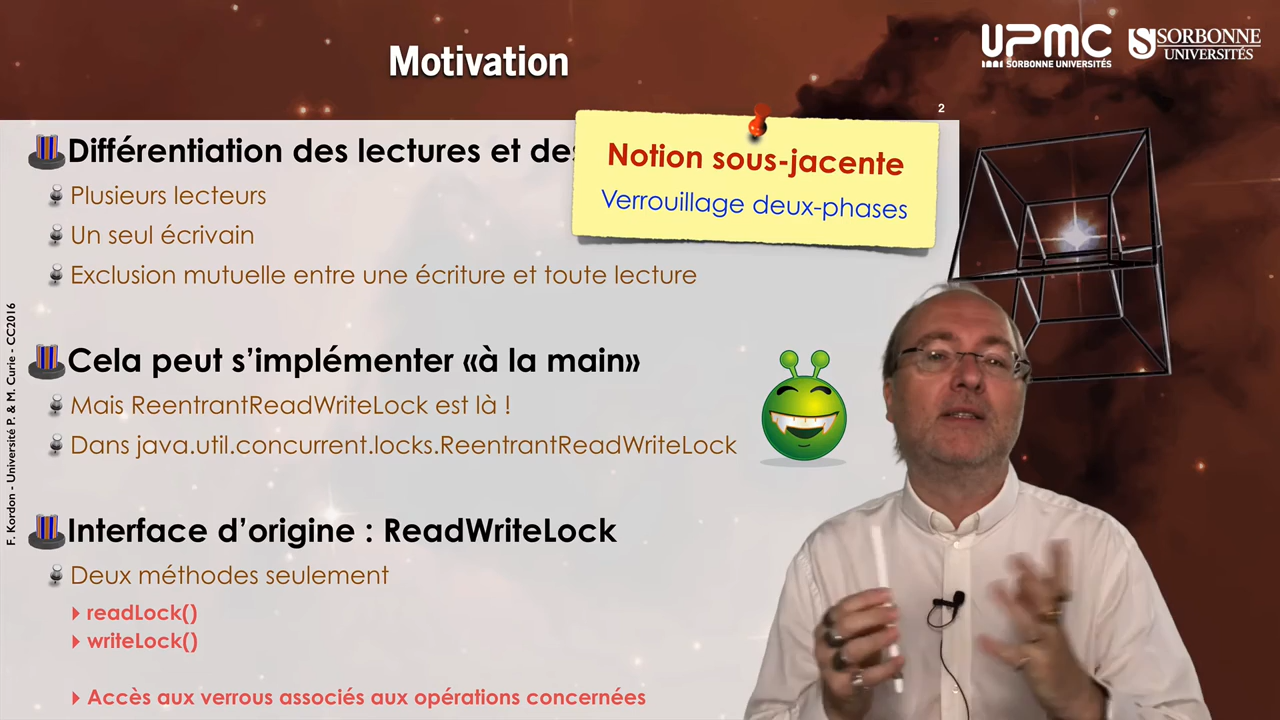 Motivation
UPMC
SORBONNE UNIVERSITÉS
SORBONNE
UNIVERSITÉS
2
Différentiation des lectures et des
Notion sous-jacente
Verrouillage deux-phases
Plusieurs lecteurs
Un seul écrivain
Exclusion mutuelle entre une écriture et toute lecture
Cela peut s’implémenter «à la main»
Mais ReentrantReadWriteLock est là !
Dans java.util.concurrent.locks.ReentrantReadWriteLock
Interface d’origine : ReadWriteLock
Deux méthodes seulement
readLock()
writeLock()
Accès aux verrous associés aux opérations concernées
F. Kordon - Université P. & M. Curie - CC2016